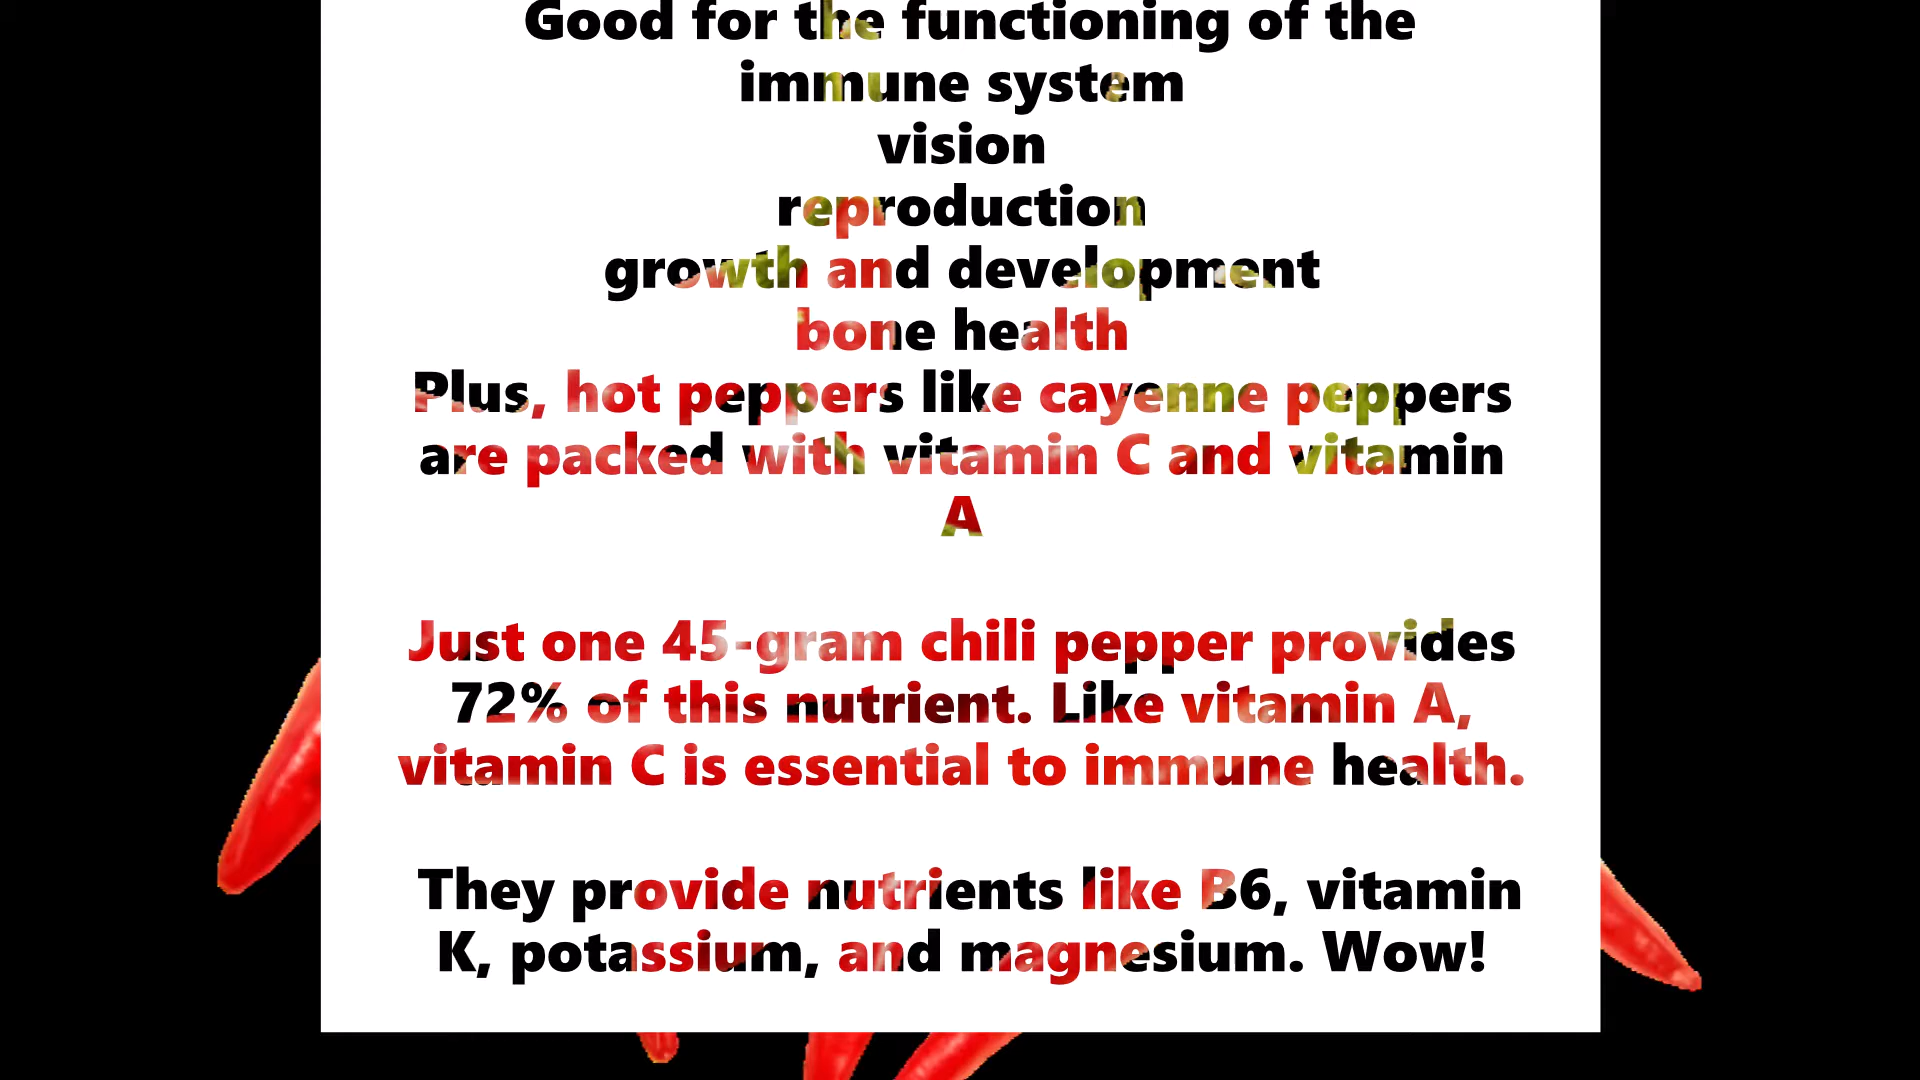 Good for the functioning of the
immune system
vision
reproduction
growth and development
bone health
Plus, hot peppers like cayenne peppers
are packed with vitamin C and vitamin
A
Just one 45-gram chili pepper provides
72% of this nutrient. Like vitamin A,
vitamin C is essential to immune health.
They provide nutrients like B6, vitamin
K, potassium, and magnesium. Wow!